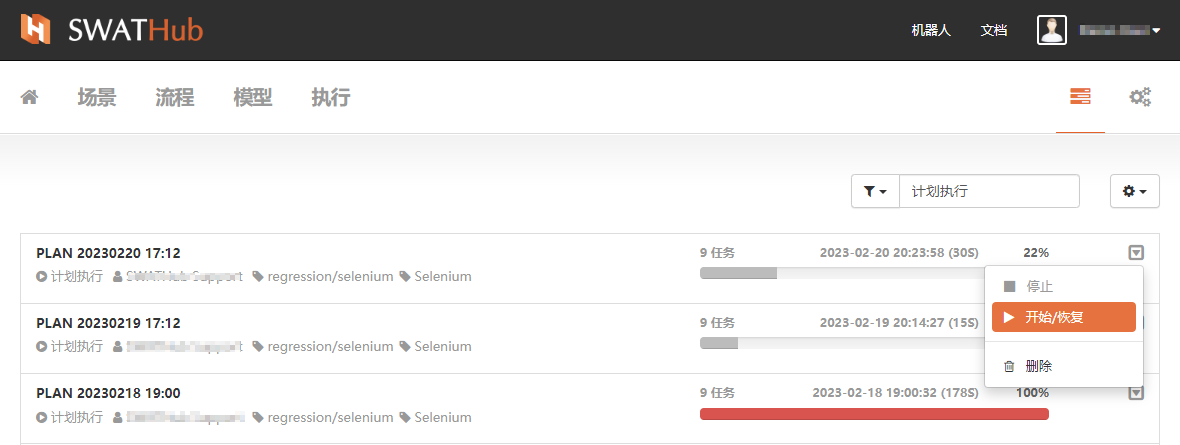 SWATHub
机器人 文档
场景 流程 模型 执行
计划执行
PLAN 20230220 17:12
9 任务 2023-02-20 20:23:58 (30S) 22%
计划执行 SWATHub Support regression/selenium Selenium
停止
PLAN 20230219 17:12
9 任务 2023-02-19 20:14:27 (15S)
开始/恢复
计划执行 regression/selenium Selenium
删除
PLAN 20230218 19:00
9 任务 2023-02-18 19:00:32 (178S) 100%
计划执行 regression/selenium Selenium